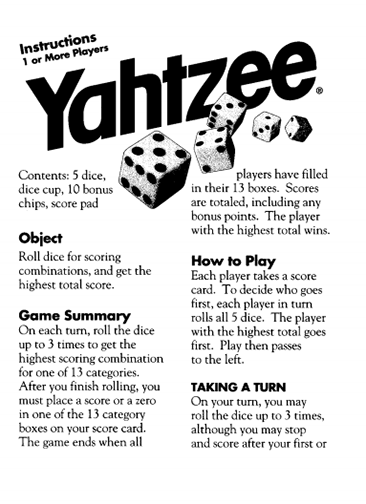 Instructions
1 or More Players
Yahtzee®
Contents: 5 dice,
dice cup, 10 bonus
chips, score pad
Object
Roll dice for scoring
combinations, and get the
highest total score.
Game Summary
On each turn, roll the dice
up to 3 times to get the
highest scoring combination
for one of 13 categories.
After you finish rolling, you
must place a score or a zero
in one of the 13 category
boxes on your score card.
The game ends when all
players have filled
in their 13 boxes. Scores
are totaled, including any
bonus points. The player
with the highest total wins.
How to Play
Each player takes a score
card. To decide who goes
first, each player in turn
rolls all 5 dice. The player
with the highest total goes
first. Play then passes
to the left.
TAKING A TURN
On your turn, you may
roll the dice up to 3 times,
although you may stop
and score after your first or